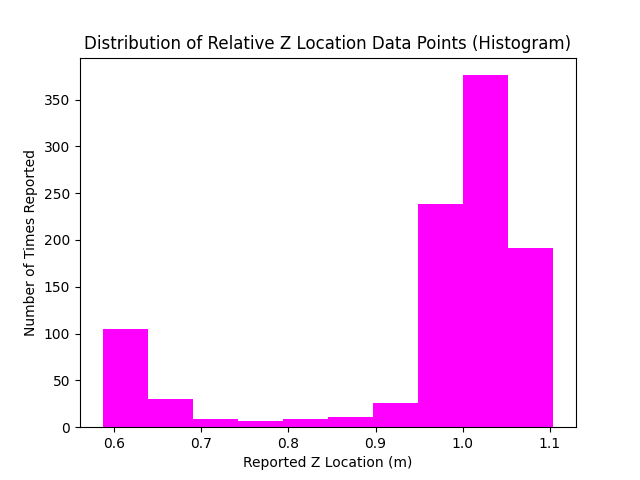 Distribution of Relative Z Location Data Points (Histogram)
Number of Times Reported
350
300
250
200
150
100
50
0
0.6 0.7 0.8 0.9 1.0 1.1
Reported Z Location (m)